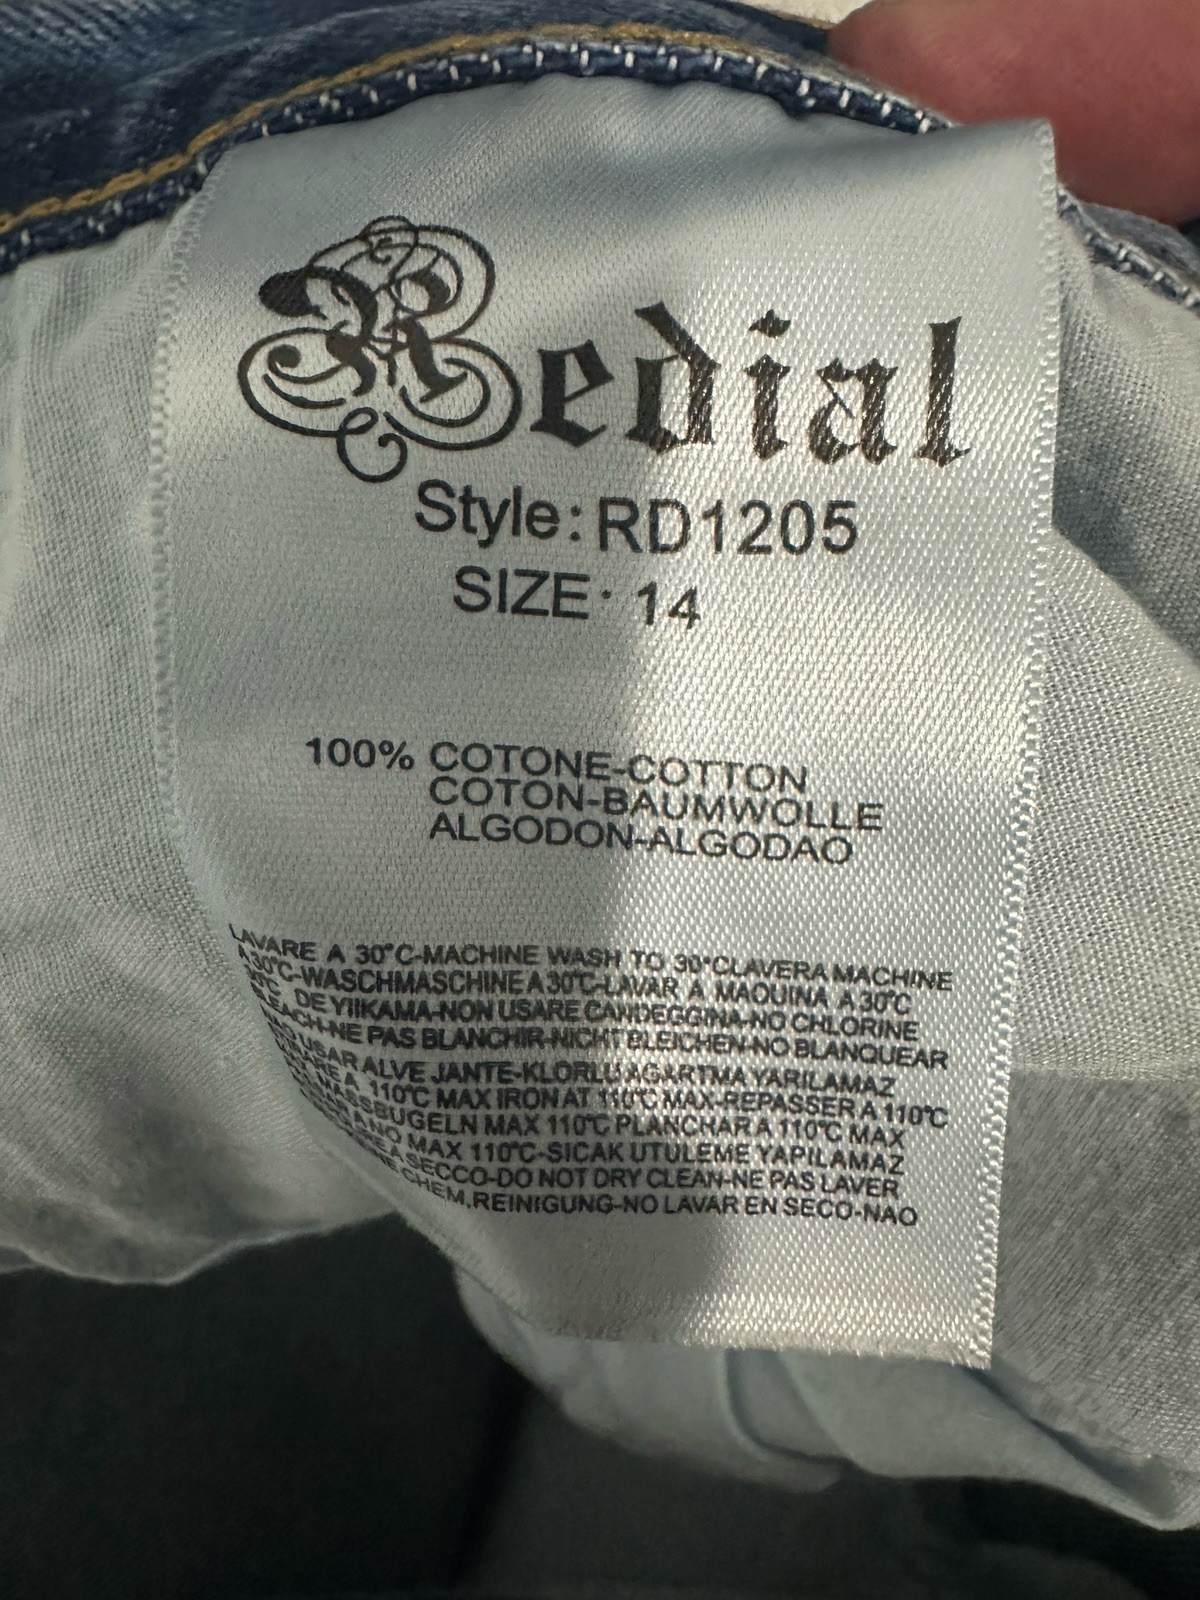 Redial
Style: RD1205
SIZE: 14
100% COTONE-COTTON
COTON-BAUMWOLLE
ALGODON-ALGODAO
LAVARE A 30°C-MACHINE WASH TO 30°CLAVERA MACHINE
A 30°C-WASCHMASCHINE A 30°C-LAVAR A MAQUINA A 30°C
DE YIIKAMA-NON USARE CANDEGGINA-NO CHLORINE
BLEACH-NE PAS BLANCHIR-NICHT BLEICHEN-NO BLANQUEAR
USAR ALVE JANTE-KLORLU AGARTMA YARILAMAZ
A 110°C MAX IRON AT 110°C MAX-REPASSER A 110°C
MASSBUGELN MAX 110°C PLANCHAR A 110°C MAX
MAX 110°C-SICAK UTULEME YAPILAMAZ
A SECCO-DO NOT DRY CLEAN-NE PAS LAVER
CHEM.REINIGUNG-NO LAVAR EN SECO-NAO